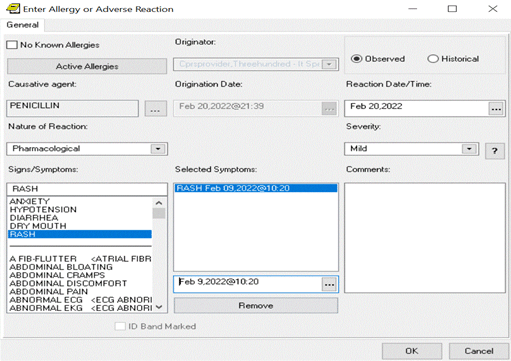 Enter Allergy or Adverse Reaction
General
No Known Allergies
Active Allergies
Originator:
Cprsprovider,Threehundred - It Spe
Observed
Historical
Causative agent:
PENICILLIN
...
Origination Date:
Feb 20,2022@21:39
...
Reaction Date/Time:
Feb 20,2022
...
Nature of Reaction:
Pharmacological
Severity:
Mild
?
Signs/Symptoms:
RASH
ANXIETY
HYPOTENSION
DIARRHEA
DRY MOUTH
RASH
A FIB-FLUTTER <ATRIAL FIBR
ABDOMINAL BLOATING
ABDOMINAL CRAMPS
ABDOMINAL DISCOMFORT
ABDOMINAL PAIN
ABNORMAL ECG <ECG ABNORI
ABNORMAL EKG <ECG ABNORI
Selected Symptoms:
RASH Feb 09,2022@10:20
Feb 9,2022@10:20
...
Remove
Comments:
ID Band Marked
OK
Cancel